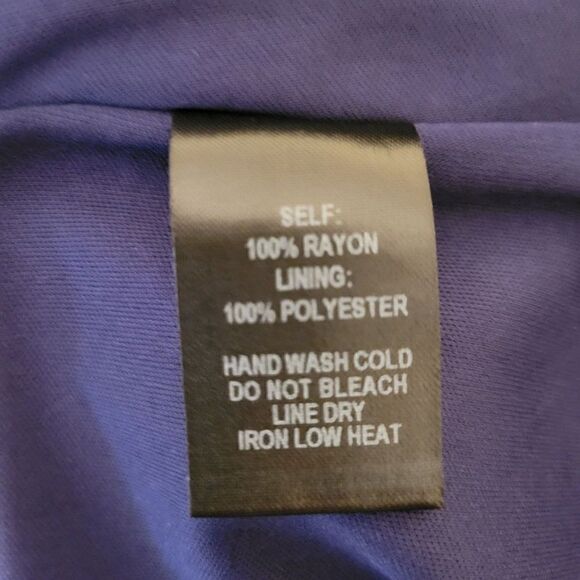 SELF:
100% RAYON
LINING:
100% POLYESTER
HAND WASH COLD
DO NOT BLEACH
LINE DRY
IRON LOW HEAT